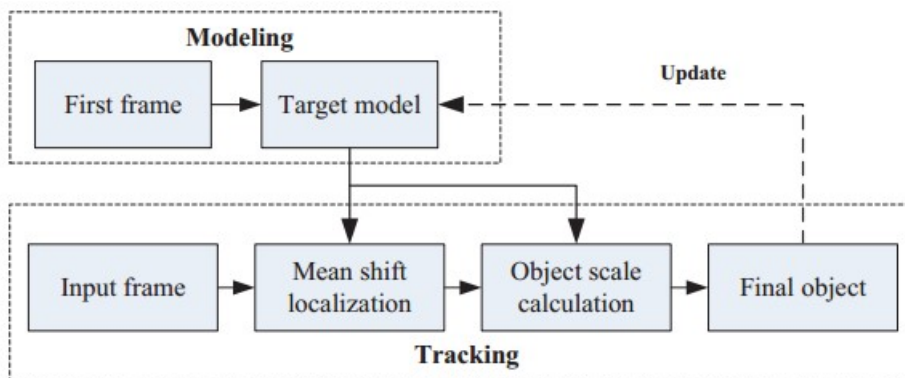 Modeling
First frame
Target model
Update
Input frame
Mean shift
localization
Object scale
calculation
Final object
Tracking